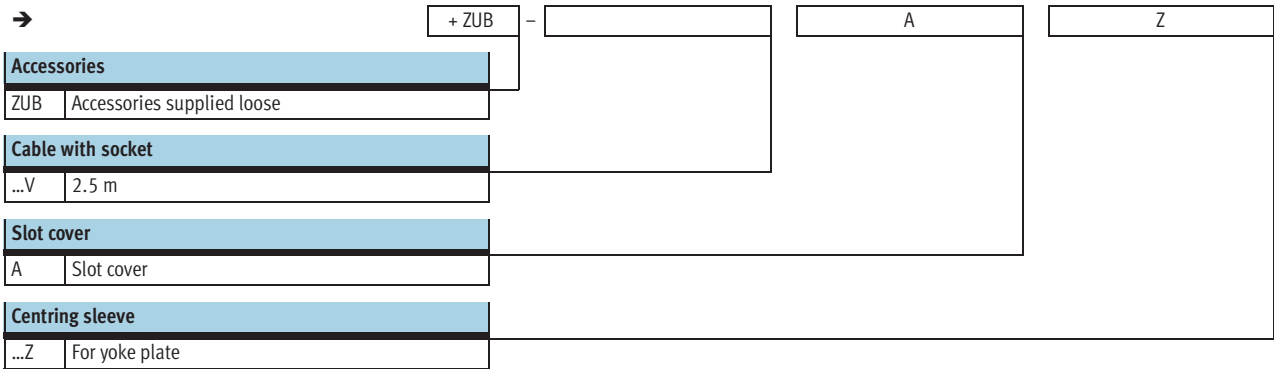 ➔ + ZUB – A Z
Accessories
ZUB Accessories supplied loose
Cable with socket
...V 2.5 m
Slot cover
A Slot cover
Centring sleeve
...Z For yoke plate